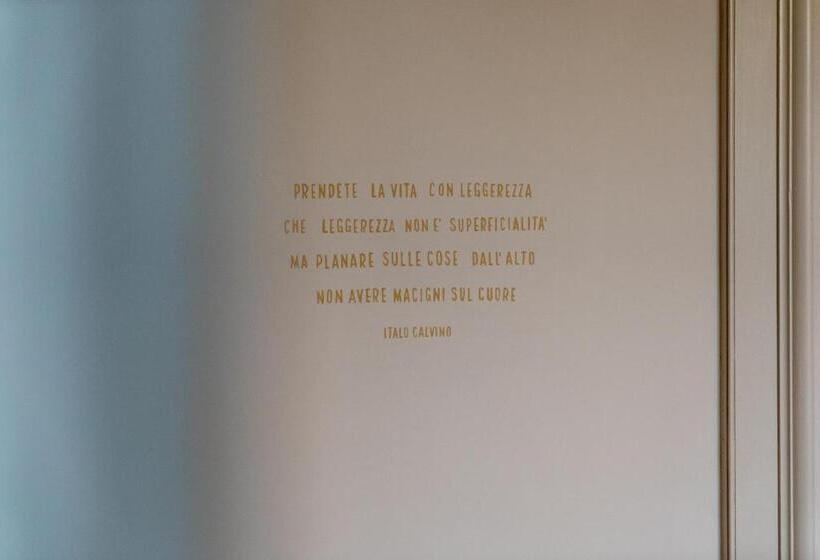 PRENDETE LA VITA CON LEGGEREZZA
CHE LEGGEREZZA NON E' SUPERFICIALITA'
MA PLANARE SULLE COSE DALL'ALTO
NON AVERE MACIGNI SUL CUORE
ITALO CALVINO